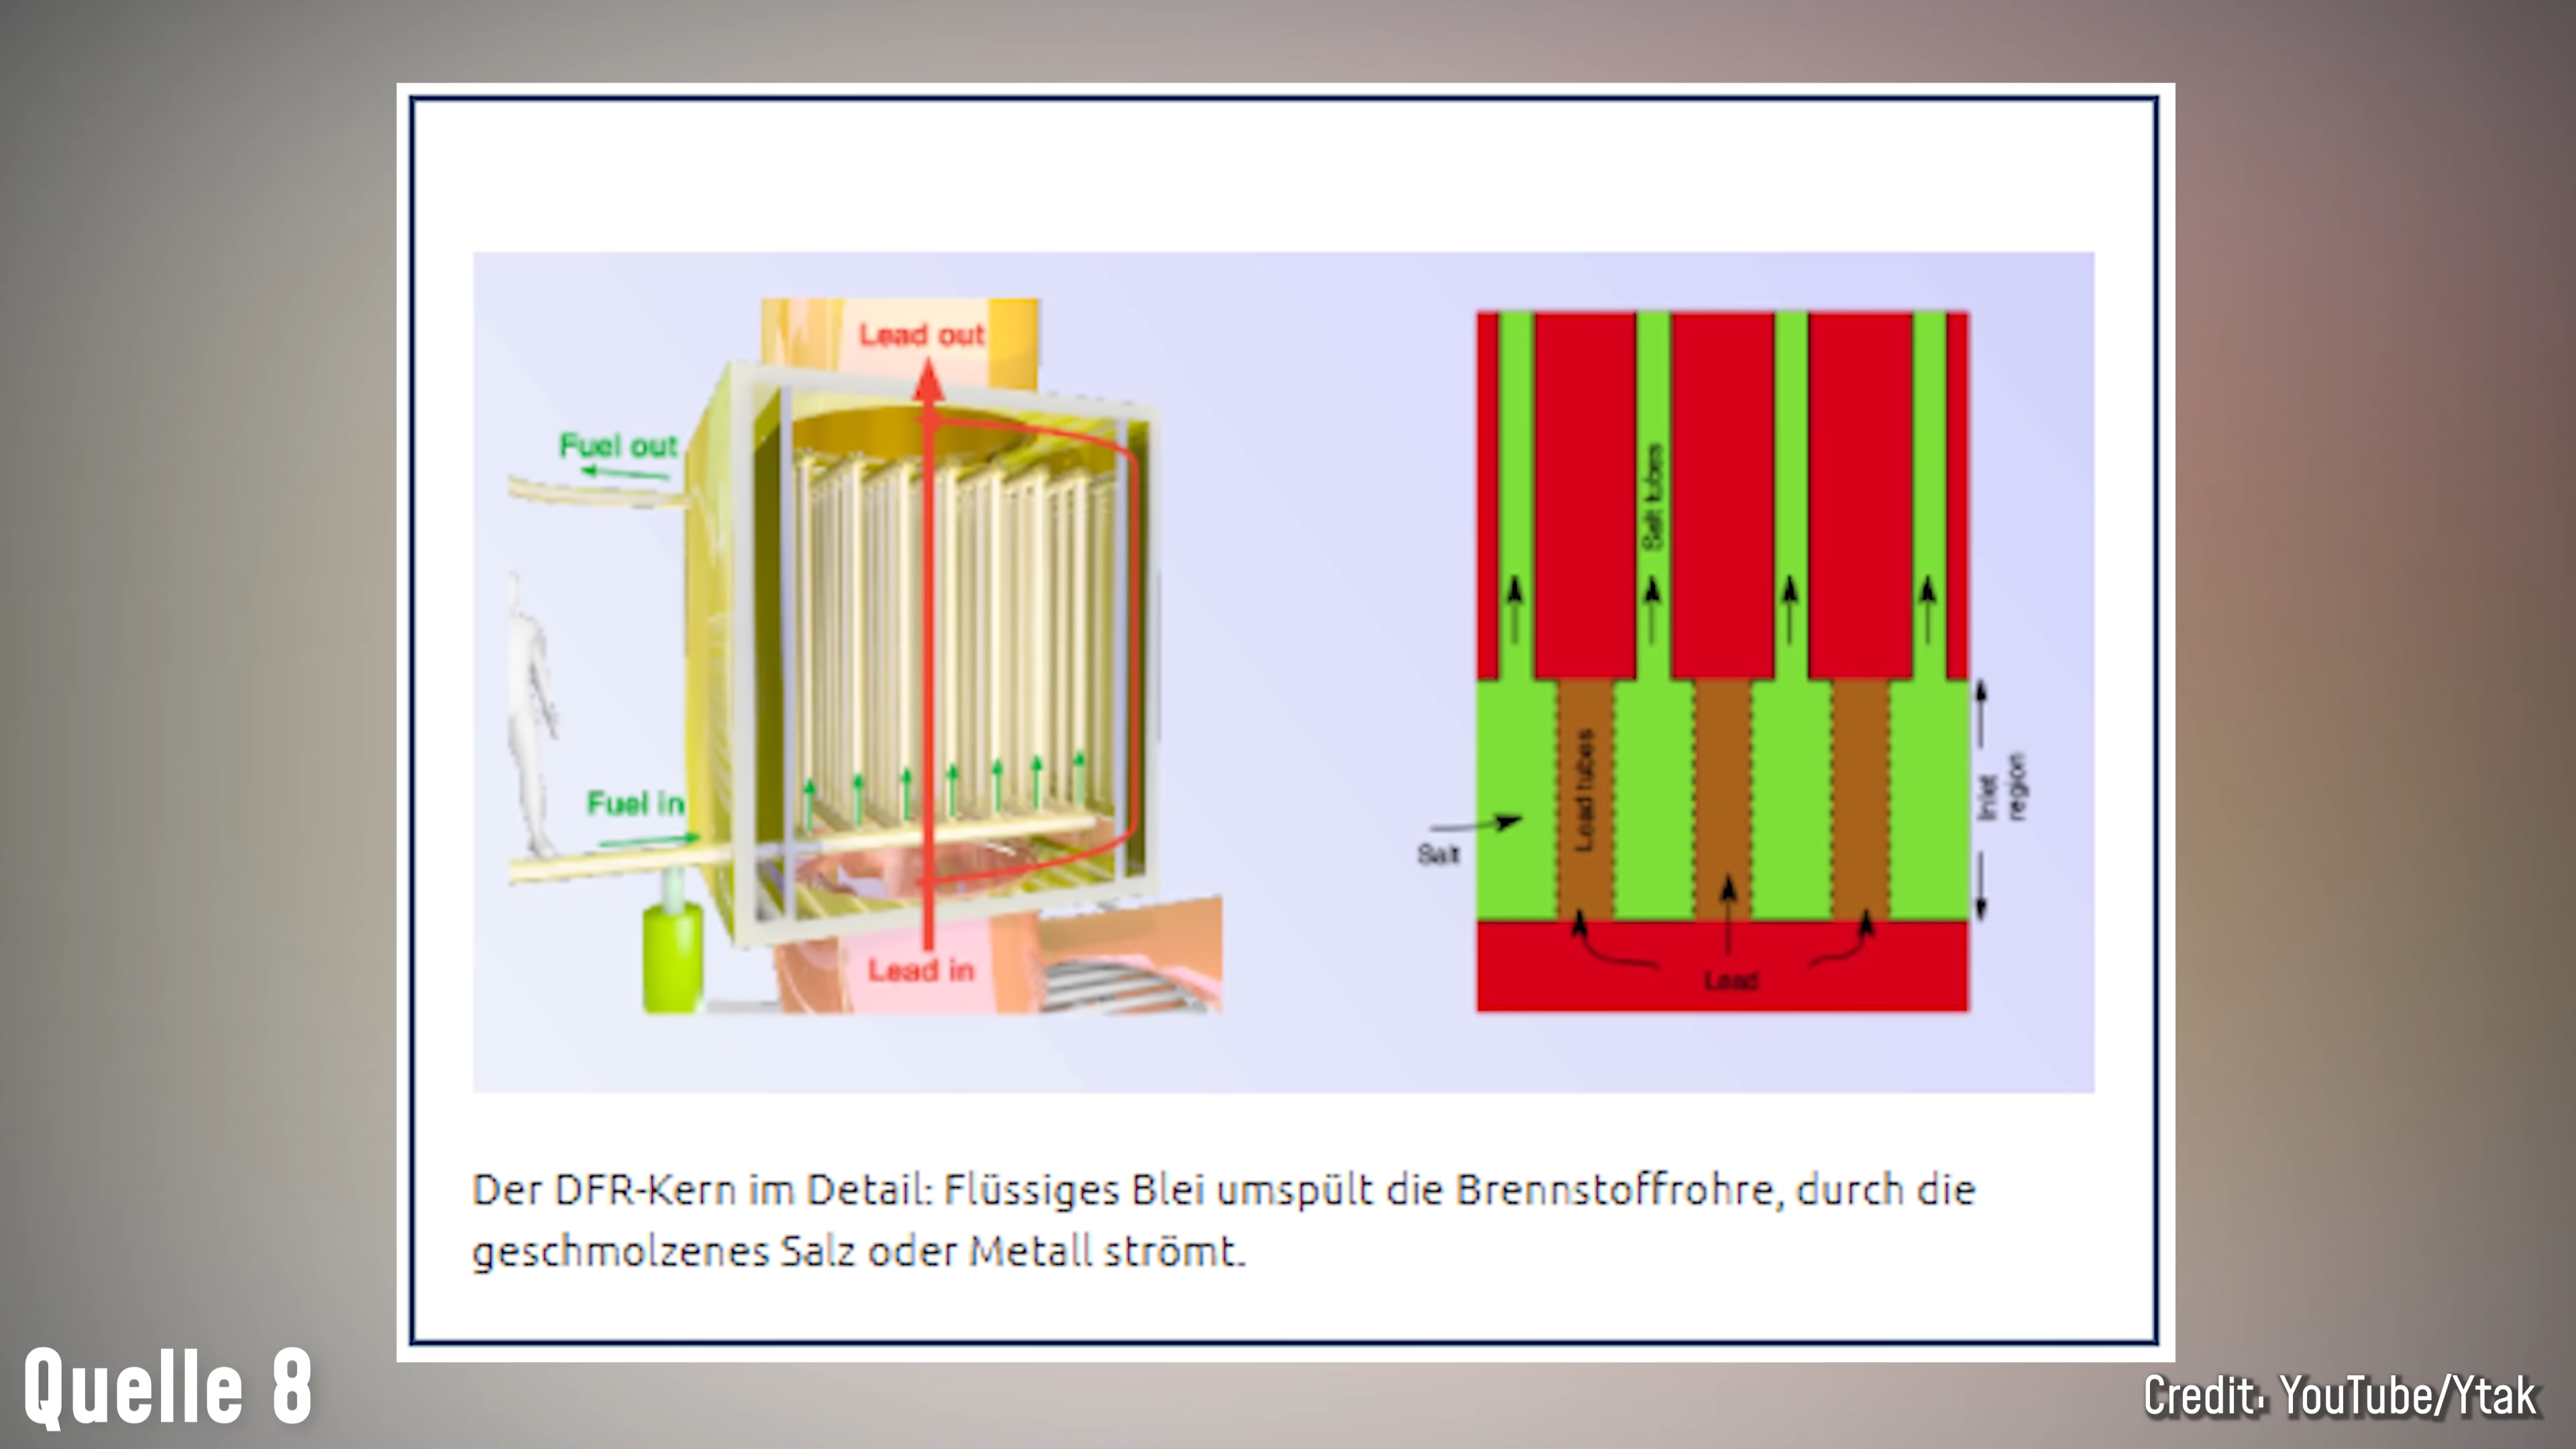 Lead out
Fuel out
Fuel in
Lead in
Salt tubes
Lead tubes
Salt
Inlet
region
Lead
Der DFR-Kern im Detail: Flüssiges Blei umspült die Brennstoffrohre, durch die
geschmolzenes Salz oder Metall strömt.
Quelle 8
Credit: YouTube/Ytak